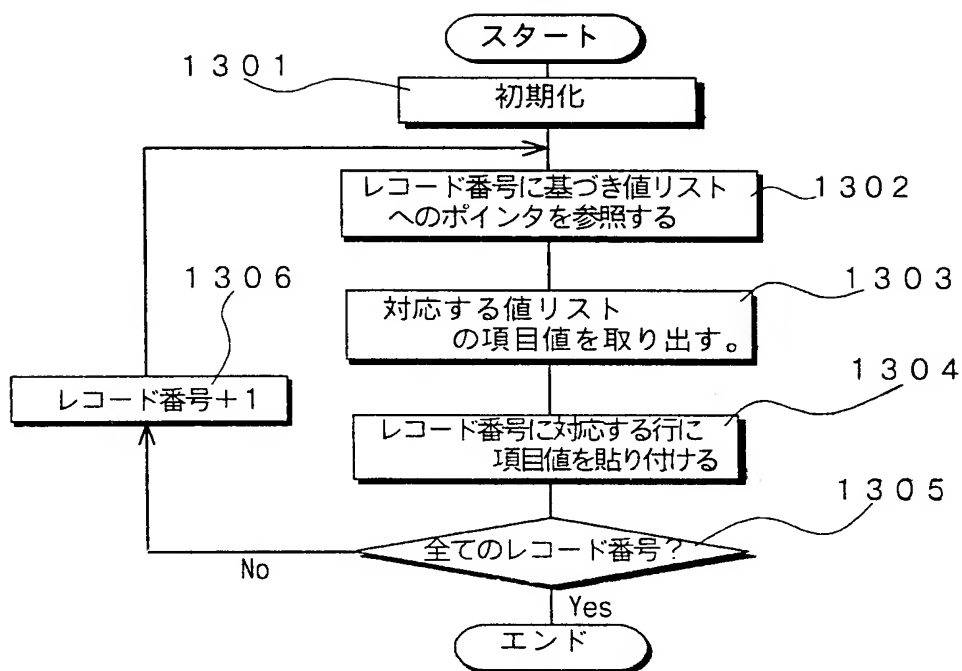 スタート
1301
初期化
レコード番号に基づき値リスト
へのポインタを参照する
1302
1303
対応する値リスト
の項目値を取り出す。
1306
レコード番号+1
1304
レコード番号に対応する行に
項目値を貼り付ける
1305
全てのレコード番号?
No
Yes
エンド